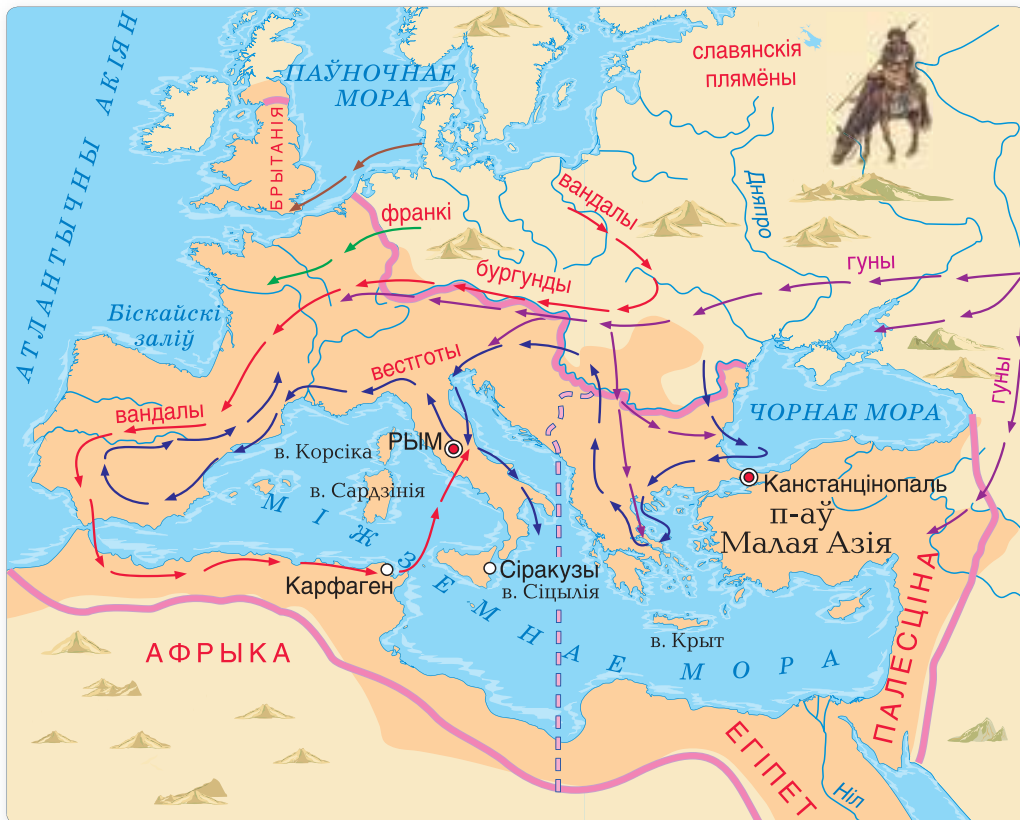 АТЛАНТЫЧНЫ АКІЯН
ПАЎНОЧНАЕ
МОРА
славянскія
плямёны
БРЫТАНІЯ
франкі
вандалы
Дняпро
гуны
бургунды
Біскайскі
заліў
вестготы
гуны
вандалы
ЧОРНАЕ МОРА
в. Корсіка
РЫМ
в. Сардзінія
Канстанцінопаль
п-аў
Малая Азія
МІЖЗЕМНАЕ МОРА
Карфаген
Сіракузы
в. Сіцылія
в. Крыт
АФРЫКА
ПАЛЕСЦІНА
ЕГІПЕТ
Ніл